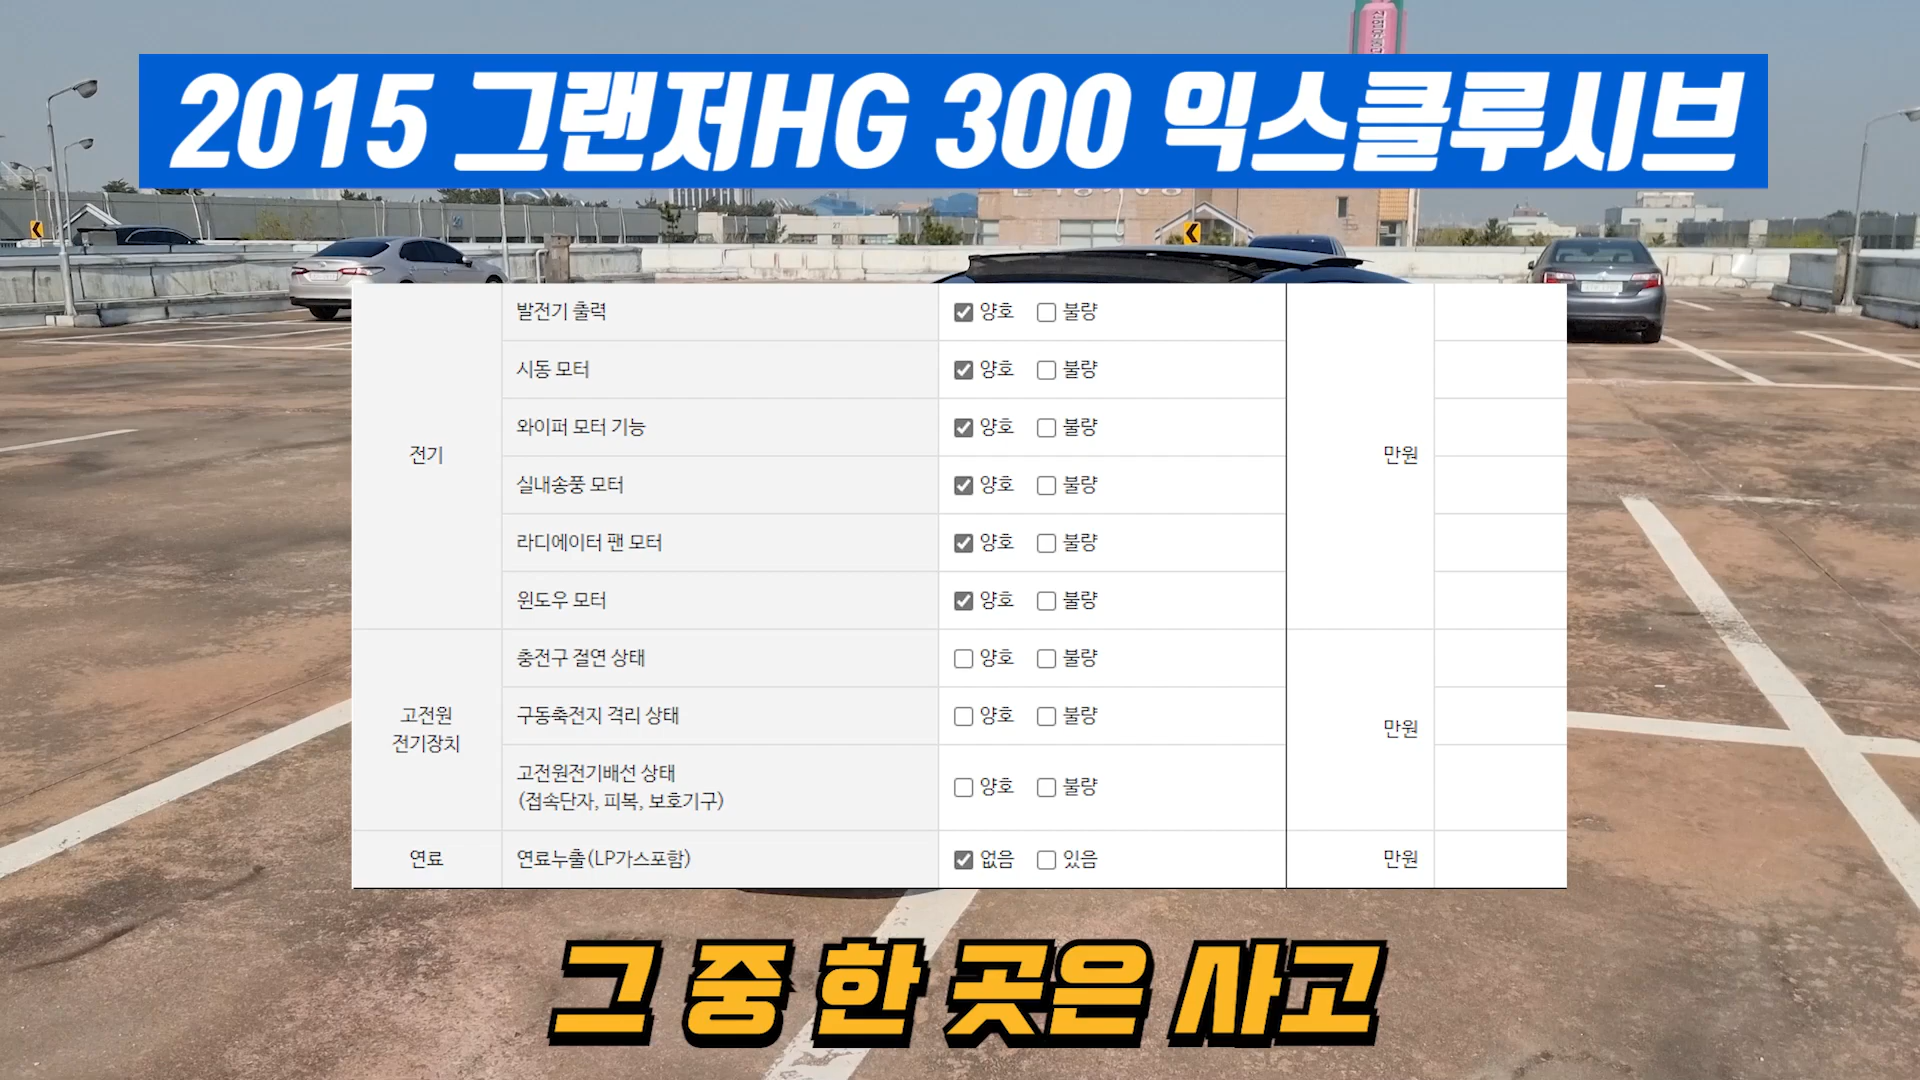 2015 그랜저HG 300 익스클루시브
전기
발전기 출력 양호 불량
시동 모터 양호 불량
와이퍼 모터 기능 양호 불량
실내송풍 모터 양호 불량
라디에이터 팬 모터 양호 불량
윈도우 모터 양호 불량
만원
고전원
전기장치
충전구 절연 상태 양호 불량
구동축전지 격리 상태 양호 불량
고전원전기배선 상태
(접속단자, 피복, 보호기구) 양호 불량
만원
연료 연료누출(LP가스포함) 없음 있음 만원
그 중 한 곳은 사고